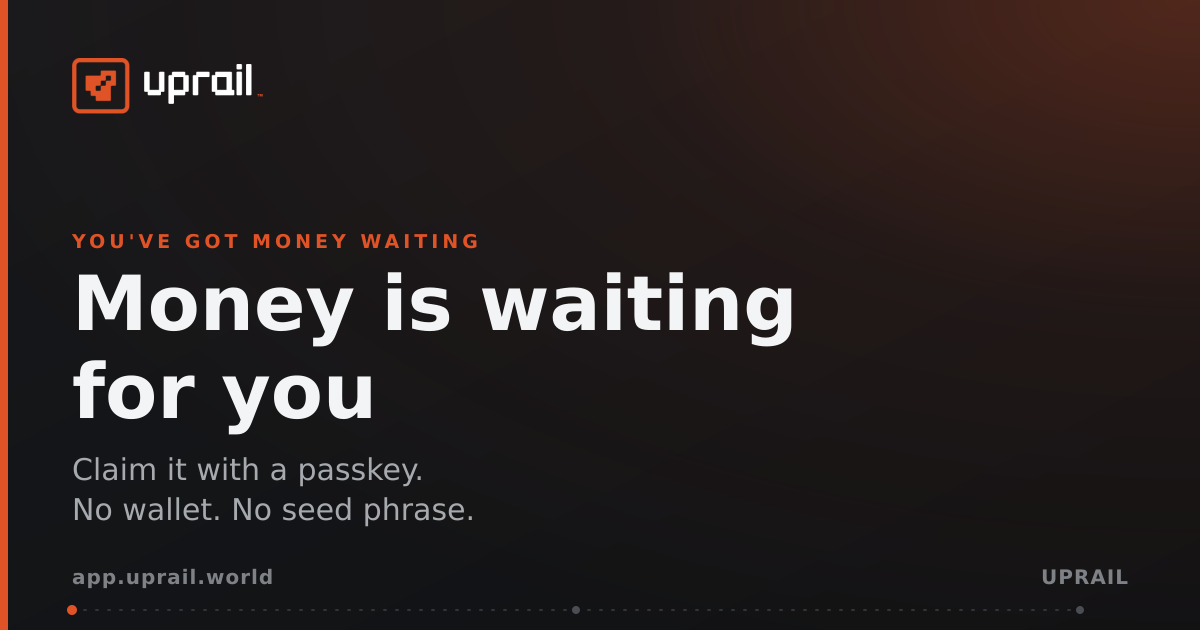 uprail™
YOU'VE GOT MONEY WAITING
Money is waiting
for you
Claim it with a passkey.
No wallet. No seed phrase.
app.uprail.world
UPRAIL